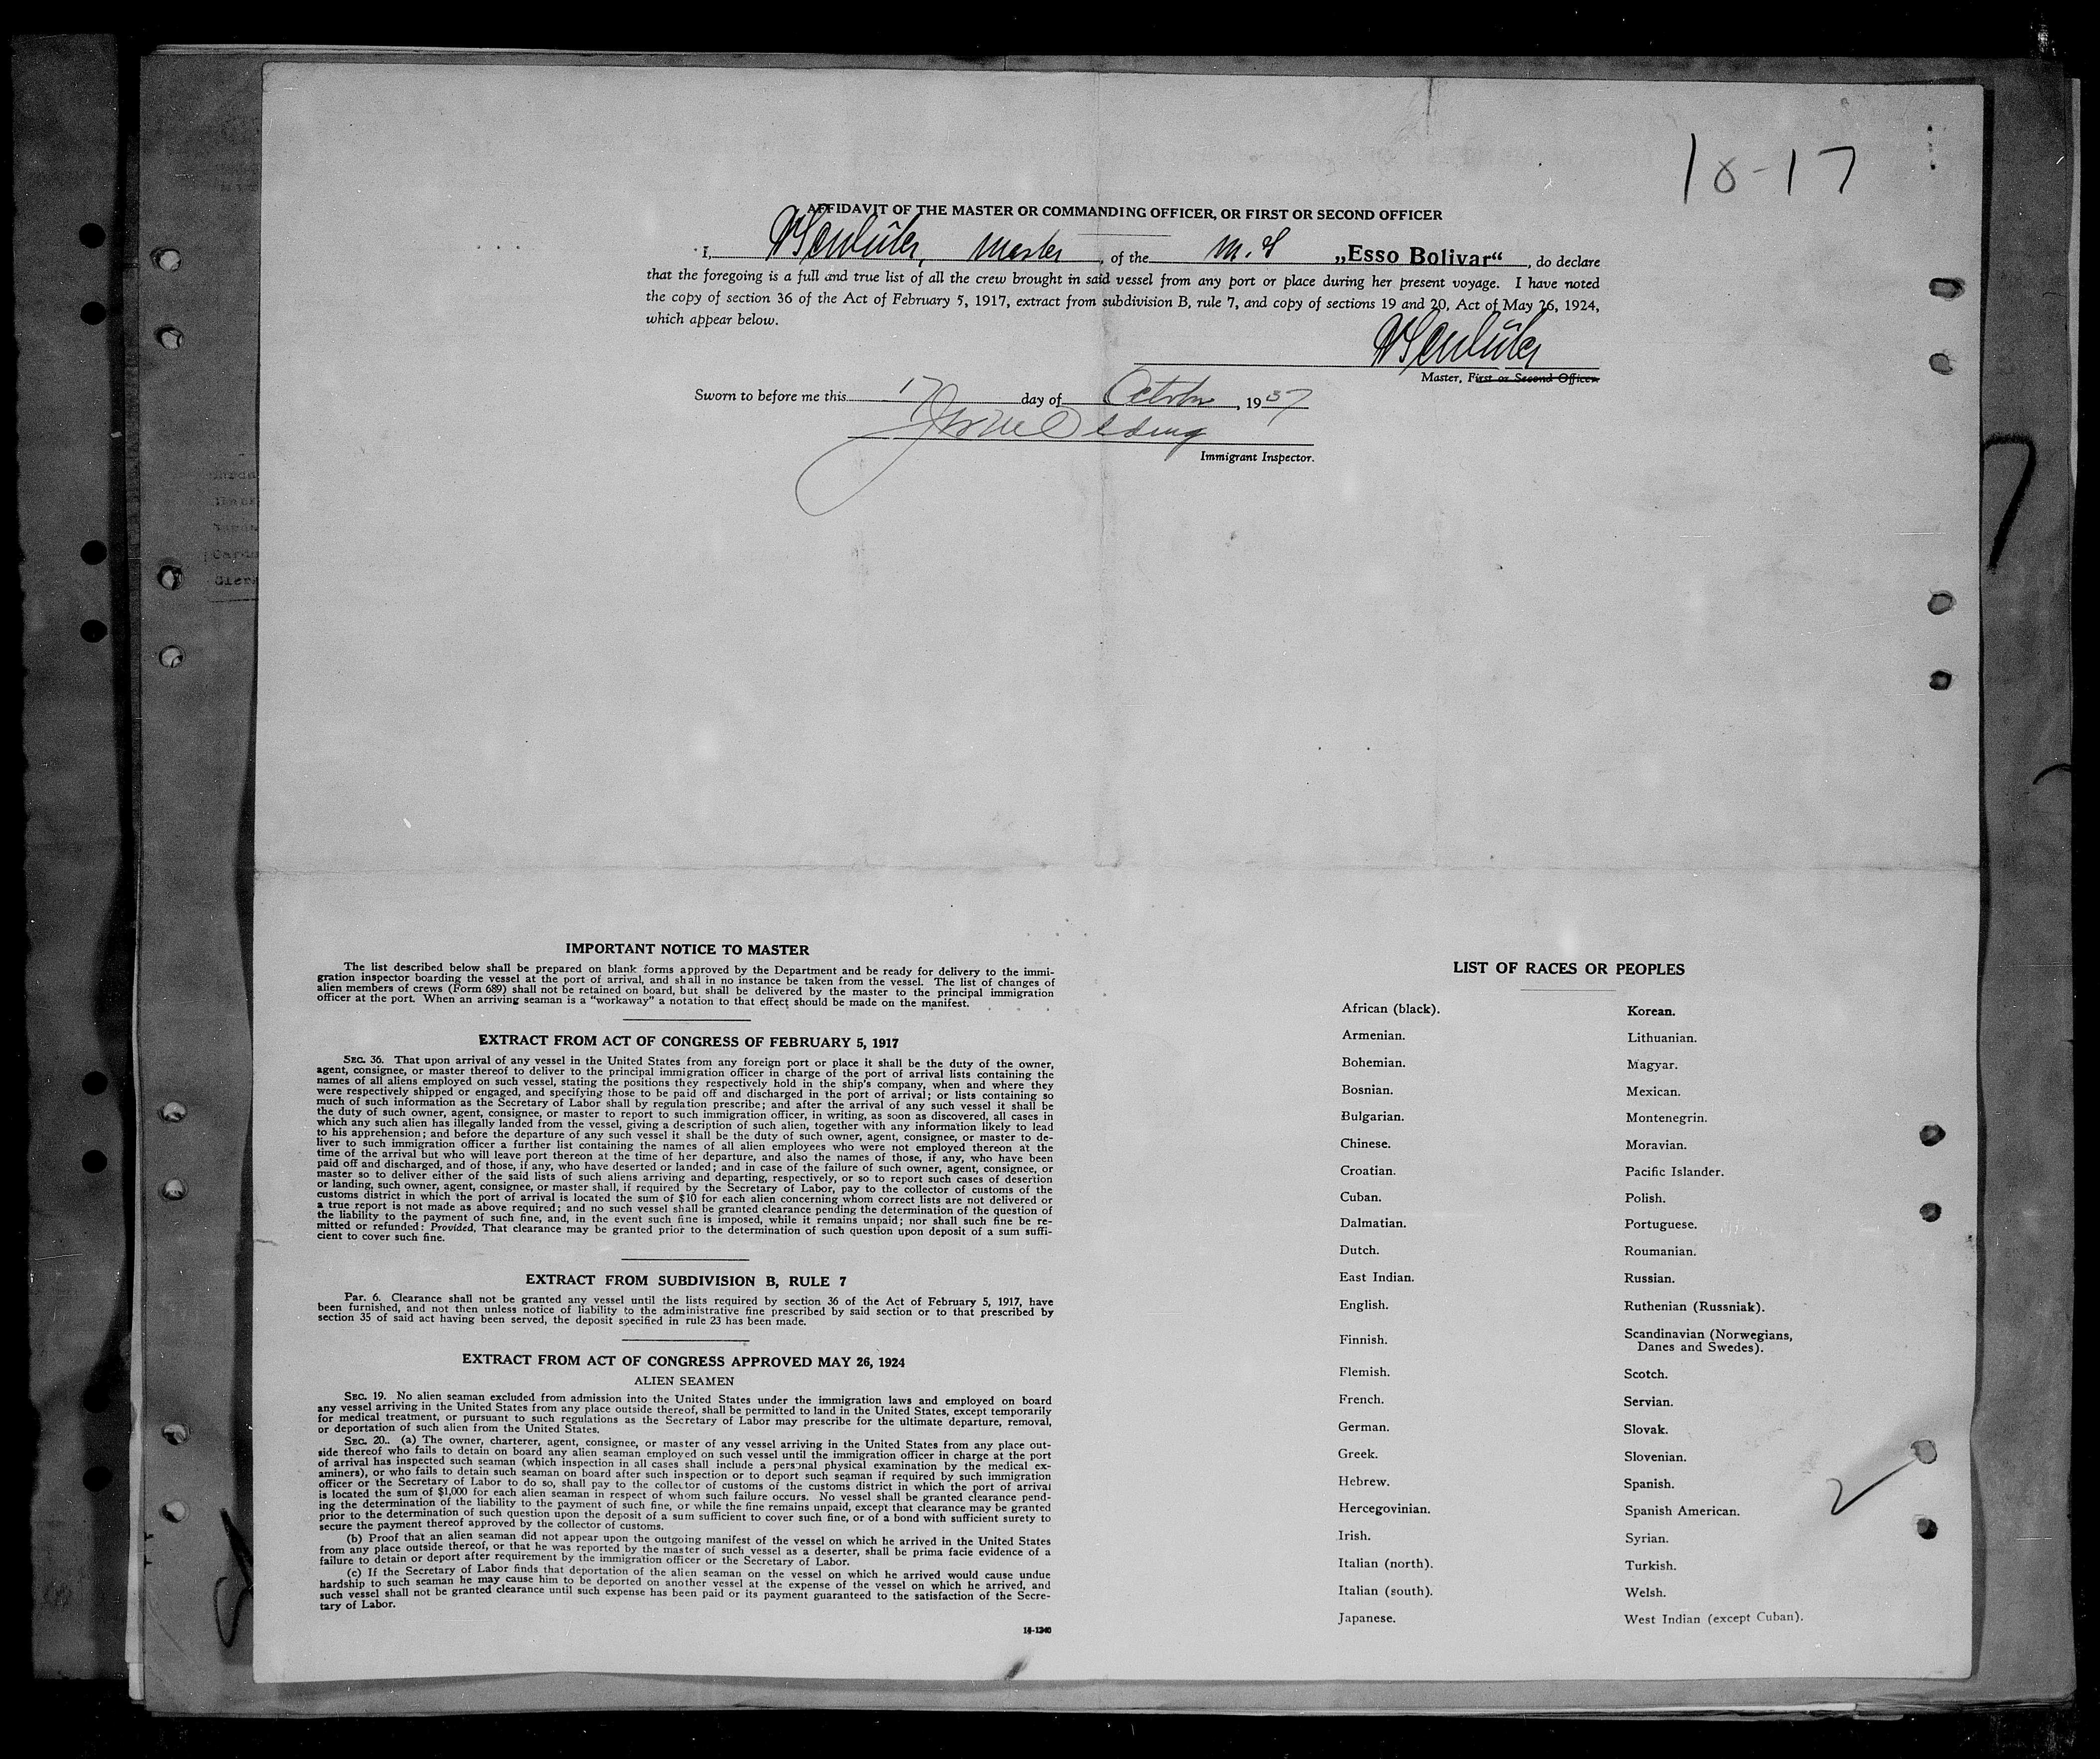 10-17
AFFIDAVIT OF THE MASTER OR COMMANDING OFFICER, OR FIRST OR SECOND OFFICER
I, Master, of the M.S „Esso Bolivar“, do declare
that the foregoing is a full and true list of all the crew brought in said vessel from any port or place during her present voyage. I have noted
the copy of section 36 of the Act of February 5, 1917, extract from subdivision B, rule 7, and copy of sections 19 and 20, Act of May 26, 1924,
which appear below.
Master, First or Second Officer
Sworn to before me this 17 day of October, 1937
Immigrant Inspector.
7
IMPORTANT NOTICE TO MASTER
The list described below shall be prepared on blank forms approved by the Department and be ready for delivery to the immi-
gration inspector boarding the vessel at the port of arrival, and shall in no instance be taken from the vessel. The list of changes of
alien members of crews (Form 689) shall not be retained on board, but shall be delivered by the master to the principal immigration
officer at the port. When an arriving seaman is a “workaway” a notation to that effect should be made on the manifest.
EXTRACT FROM ACT OF CONGRESS OF FEBRUARY 5, 1917
SEC. 36. That upon arrival of any vessel in the United States from any foreign port or place it shall be the duty of the owner,
agent, consignee, or master thereof to deliver to the principal immigration officer in charge of the port of arrival lists containing the
names of all aliens employed on such vessel, stating the positions they respectively hold in the ship's company, when and where they
were respectively shipped or engaged, and specifying those to be paid off and discharged in the port of arrival; or lists containing so
much of such information as the Secretary of Labor shall by regulation prescribe; and after the arrival of any such vessel it shall be
the duty of such owner, agent, consignee, or master to report to such immigration officer, in writing, as soon as discovered, all cases in
which any such alien has illegally landed from the vessel, giving a description of such alien, together with any information likely to lead
to his apprehension; and before the departure of any such vessel it shall be the duty of such owner, agent, consignee, or master to de-
liver to such immigration officer a further list containing the names of all alien employees who were not employed thereon at the
time of the arrival but who will leave port thereon at the time of her departure, and also the names of those, if any, who have been
paid off and discharged, and of those, if any, who have deserted or landed; and in case of the failure of such owner, agent, consignee, or
master so to deliver either of the said lists of such aliens arriving and departing, respectively, or so to report such cases of desertion
or landing, such owner, agent, consignee, or master shall, if required by the Secretary of Labor, pay to the collector of customs of the
customs district in which the port of arrival is located the sum of $10 for each alien concerning whom correct lists are not delivered or
a true report is not made as above required; and no such vessel shall be granted clearance pending the determination of the question of
the liability to the payment of such fine, and, in the event such fine is imposed, while it remains unpaid; nor shall such fine be re-
mitted or refunded: Provided, That clearance may be granted prior to the determination of such question upon deposit of a sum suffi-
cient to cover such fine.
EXTRACT FROM SUBDIVISION B, RULE 7
Par. 6. Clearance shall not be granted any vessel until the lists required by section 36 of the Act of February 5, 1917, have
been furnished, and not then unless notice of liability to the administrative fine prescribed by said section or to that prescribed by
section 35 of said act having been served, the deposit specified in rule 23 has been made.
EXTRACT FROM ACT OF CONGRESS APPROVED MAY 26, 1924
ALIEN SEAMEN
SEC. 19. No alien seaman excluded from admission into the United States under the immigration laws and employed on board
any vessel arriving in the United States from any place outside thereof, shall be permitted to land in the United States, except temporarily
for medical treatment, or pursuant to such regulations as the Secretary of Labor may prescribe for the ultimate departure, removal,
or deportation of such alien from the United States.
SEC. 20.. (a) The owner, charterer, agent, consignee, or master of any vessel arriving in the United States from any place out-
side thereof who fails to detain on board any alien seaman employed on such vessel until the immigration officer in charge at the port
of arrival has inspected such seaman (which inspection in all cases shall include a personal physical examination by the medical ex-
aminers), or who fails to detain such seaman on board after such inspection or to deport such seaman if required by such immigration
officer or the Secretary of Labor to do so, shall pay to the collector of customs of the customs district in which the port of arrival
is located the sum of $1,000 for each alien seaman in respect of whom such failure occurs. No vessel shall be granted clearance pend-
ing the determination of the liability to the payment of such fine, or while the fine remains unpaid, except that clearance may be granted
prior to the determination of such question upon the deposit of a sum sufficient to cover such fine, or of a bond with sufficient surety to
secure the payment thereof approved by the collector of customs.
(b) Proof that an alien seaman did not appear upon the outgoing manifest of the vessel on which he arrived in the United States
from any place outside thereof, or that he was reported by the master of such vessel as a deserter, shall be prima facie evidence of a
failure to detain or deport after requirement by the immigration officer or the Secretary of Labor.
(c) If the Secretary of Labor finds that deportation of the alien seaman on the vessel on which he arrived would cause undue
hardship to such seaman he may cause him to be deported on another vessel at the expense of the vessel on which he arrived, and
such vessel shall not be granted clearance until such expense has been paid or its payment guaranteed to the satisfaction of the Secre-
tary of Labor.
14-1240
LIST OF RACES OR PEOPLES
African (black).
Armenian.
Bohemian.
Bosnian.
Bulgarian.
Chinese.
Croatian.
Cuban.
Dalmatian.
Dutch.
East Indian.
English.
Finnish.
Flemish.
French.
German.
Greek.
Hebrew.
Hercegovinian.
Irish.
Italian (north).
Italian (south).
Japanese.
Korean.
Lithuanian.
Magyar.
Mexican.
Montenegrin.
Moravian.
Pacific Islander.
Polish.
Portuguese.
Roumanian.
Russian.
Ruthenian (Russniak).
Scandinavian (Norwegians,
Danes and Swedes).
Scotch.
Servian.
Slovak.
Slovenian.
Spanish.
Spanish American.
Syrian.
Turkish.
Welsh.
West Indian (except Cuban).